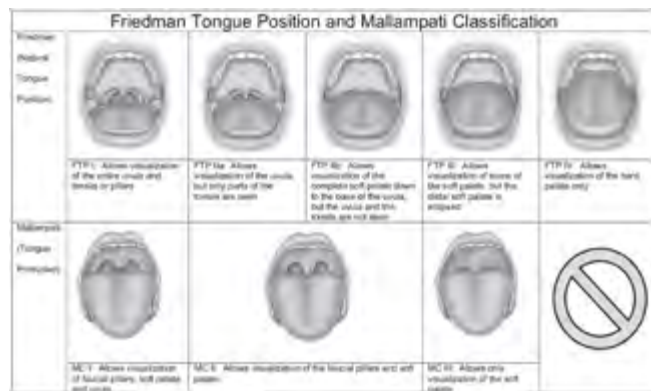 Friedman Tongue Position and Mallampati Classification
Friedman
(Natural
Tongue
Position)
FTP I: Allows visualization
of the entire uvula and
tonsils or pillars
FTP IIa: Allows
visualization of the uvula,
but only parts of the
tonsils are seen
FTP IIb: Allows
visualization of the
complete soft palate down
to the base of the uvula,
but the uvula and the
tonsils are not seen
FTP III: Allows
visualization of some of
the soft palate, but the
distal soft palate is
eclipsed
FTP IV: Allows
visualization of the hard
palate only
Mallampati
(Tongue
Protruded)
MC I: Allows visualization
of faucial pillars, soft palate
and uvula
MC II: Allows visualization of the faucial pillars and soft
palate
MC III: Allows only
visualization of the soft
palate